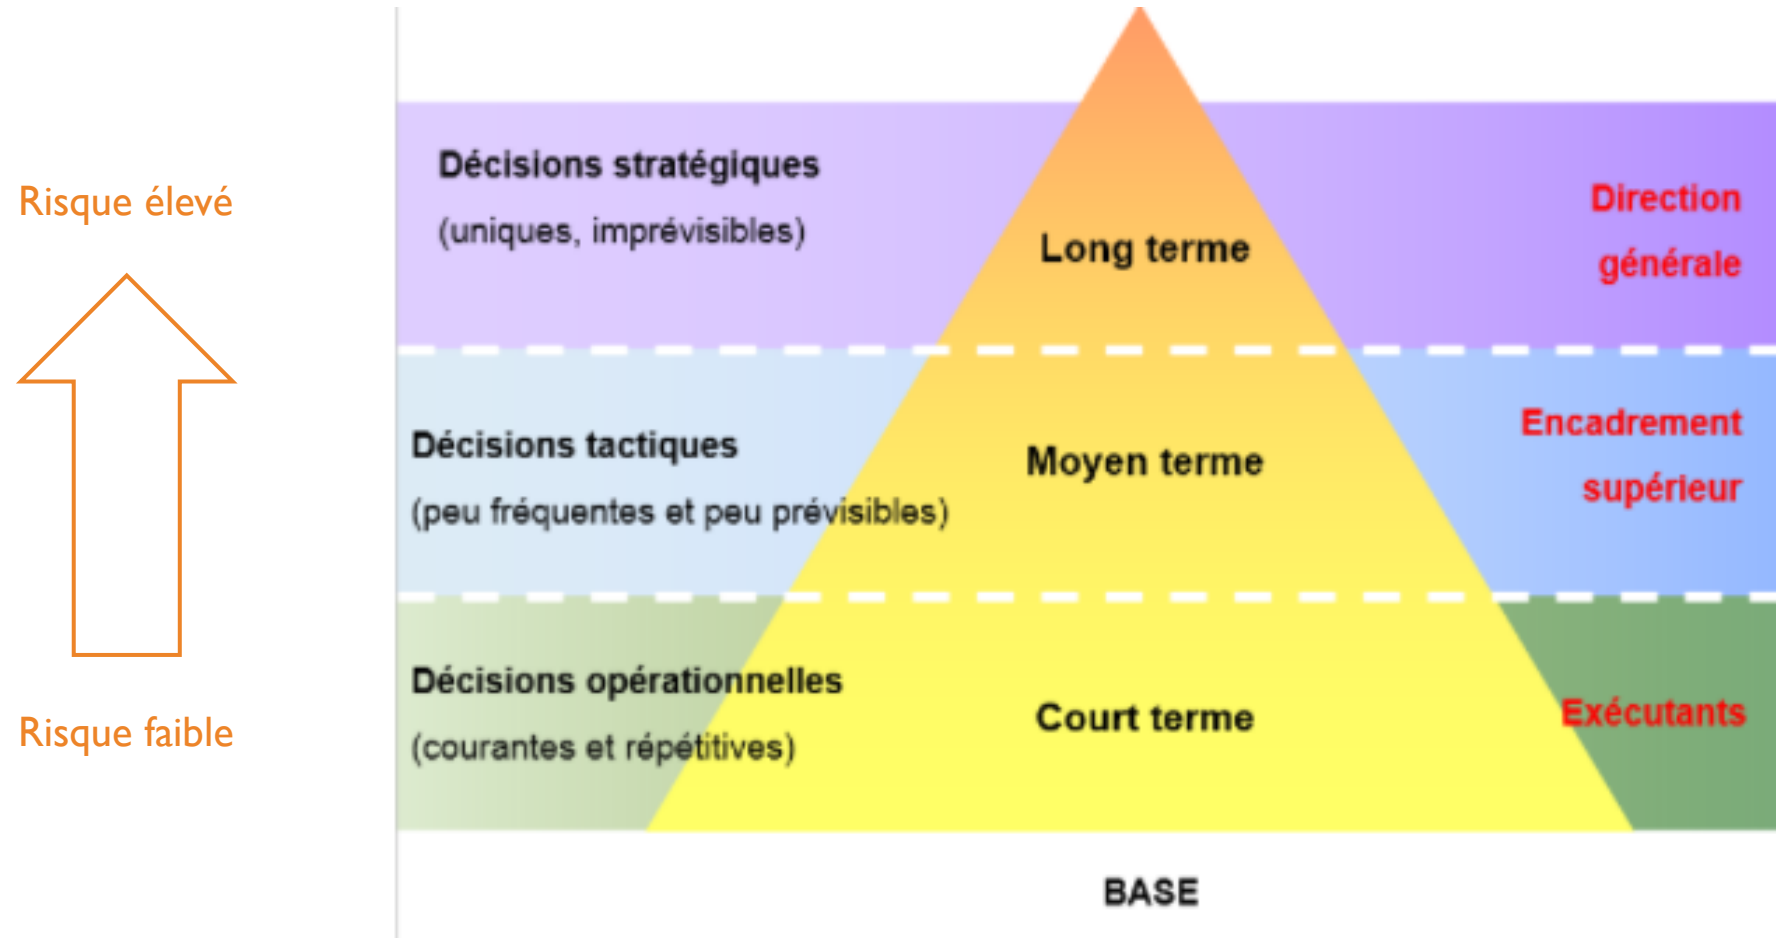 Risque élevé
Risque faible
Décisions stratégiques
(uniques, imprévisibles)
Long terme
Direction
générale
Décisions tactiques
(peu fréquentes et peu prévisibles)
Moyen terme
Encadrement
supérieur
Décisions opérationnelles
(courantes et répétitives)
Court terme
Exécutants
BASE